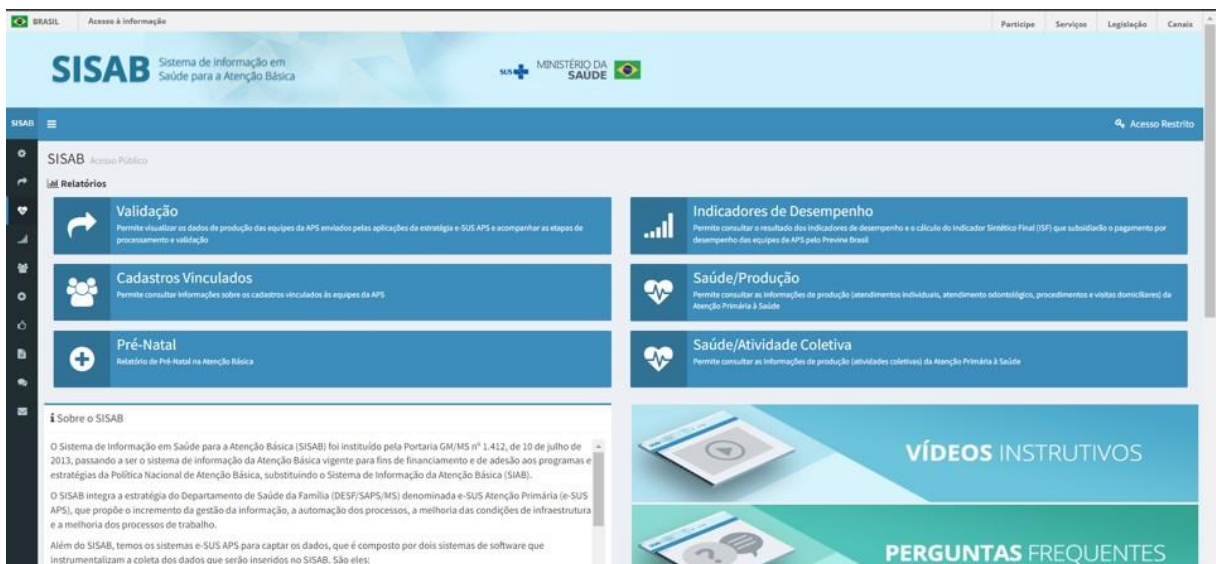 BRASIL Acesso à informação Participe Serviços Legislação Canais
SISAB Sistema de Informação em
Saúde para a Atenção Básica
SUS MINISTÉRIO DA
SAÚDE
SISAB Acesso Restrito
SISAB Acesso Público
Relatórios
Validação
Permite visualizar os dados de produção das equipes da APS enviados pelas aplicações da estratégia e-SUS APS e acompanhar as etapas de
processamento e validação
Indicadores de Desempenho
Permite consultar o resultado dos indicadores de desempenho e o cálculo do Indicador Sintético Final (ISF) que subsidiarão o pagamento por
desempenho das equipes de APS pelo Previne Brasil
Cadastros Vinculados
Permite consultar informações sobre os cadastros vinculados às equipes da APS
Saúde/Produção
Permite consultar as informações de produção (atendimentos individuais, atendimento odontológico, procedimentos e visitas domiciliares) da
Atenção Primária à Saúde
Pré-Natal
Relatório de Pré-Natal na Atenção Básica
Saúde/Atividade Coletiva
Permite consultar as informações de produção (atividades coletivas) da Atenção Primária à Saúde
Sobre o SISAB
O Sistema de Informação em Saúde para a Atenção Básica (SISAB) foi instituído pela Portaria GM/MS nº 1.412, de 10 de julho de
2013, passando a ser o sistema de informação da Atenção Básica vigente para fins de financiamento e de adesão aos programas e
estratégias da Política Nacional de Atenção Básica, substituindo o Sistema de Informação da Atenção Básica (SIAB).
O SISAB integra a estratégia do Departamento de Saúde da Família (DESF/SAPS/MS) denominada e-SUS Atenção Primária (e-SUS
APS), que propõe o incremento da gestão da informação, a automação dos processos, a melhoria das condições de infraestrutura
e a melhoria dos processos de trabalho.
Além do SISAB, temos os sistemas e-SUS APS para captar os dados, que é composto por dois sistemas de software que
instrumentalizam a coleta dos dados que serão inseridos no SISAB. São eles:
VÍDEOS INSTRUTIVOS
PERGUNTAS FREQUENTES